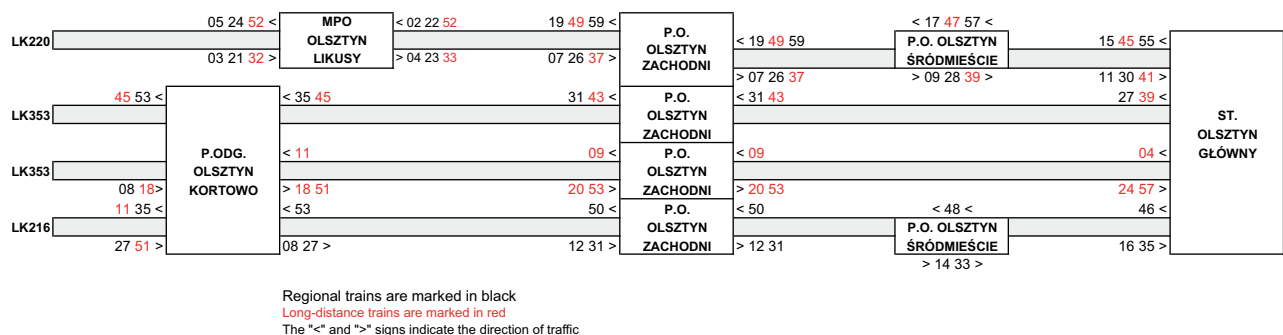 05 24 52 <
MPO
< 02 22 52
19 49 59 <
P.O.
< 17 47 57 <
LK220
OLSZTYN
OLSZTYN
< 19 49 59
P.O. OLSZTYN
15 45 55 <
03 21 32 >
LIKUSY
> 04 23 33
07 26 37 >
ZACHODNI
ŚRÓDMIEŚCIE
> 07 26 37
> 09 28 39 >
11 30 41 >
45 53 <
< 35 45
31 43 <
P.O.
< 31 43
27 39 <
LK353
OLSZTYN
ZACHODNI
ST.
OLSZTYN
GŁÓWNY
P.ODG.
OLSZTYN
KORTOWO
< 11
09 <
P.O.
< 09
04 <
LK353
OLSZTYN
08 18>
> 18 51
20 53 >
ZACHODNI
> 20 53
24 57 >
11 35 <
< 53
50 <
P.O.
< 50
< 48 <
46 <
LK216
OLSZTYN
P.O. OLSZTYN
27 51 >
08 27 >
12 31 >
ZACHODNI
> 12 31
ŚRÓDMIEŚCIE
16 35 >
> 14 33 >
Regional trains are marked in black
Long-distance trains are marked in red
The "<" and ">" signs indicate the direction of traffic